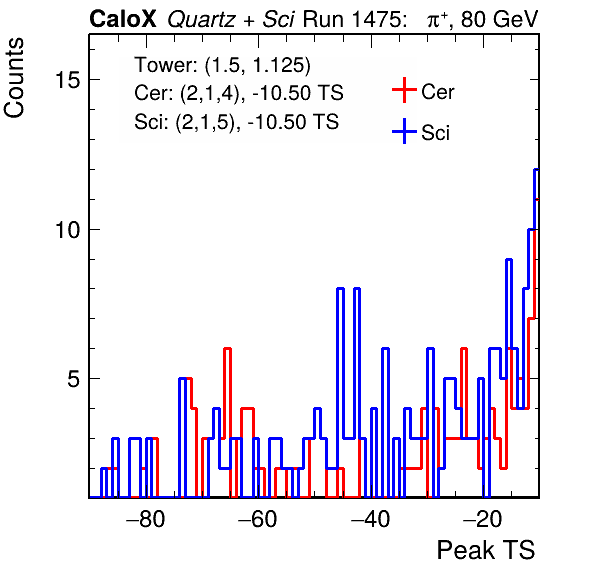 CaloX Quartz + Sci Run 1475: π⁺, 80 GeV
Counts
Tower: (1.5, 1.125)
Cer: (2,1,4), -10.50 TS
Sci: (2,1,5), -10.50 TS
Cer
Sci
15
10
5
−80 −60 −40 −20
Peak TS